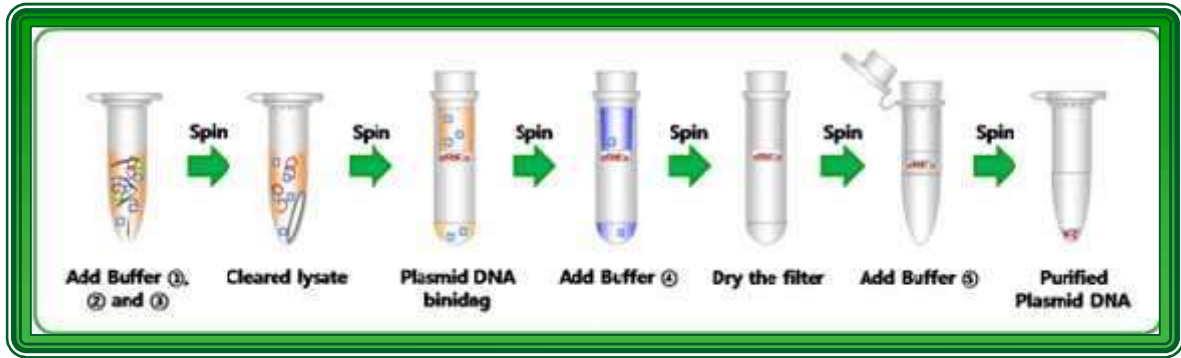 Spin
Spin
Spin
Spin
Spin
Spin
Add Buffer ①,
② and ③
Cleared lysate
Plasmid DNA
binideg
Add Buffer ④
Dry the filter
Add Buffer ⑤
Purified
Plasmid DNA